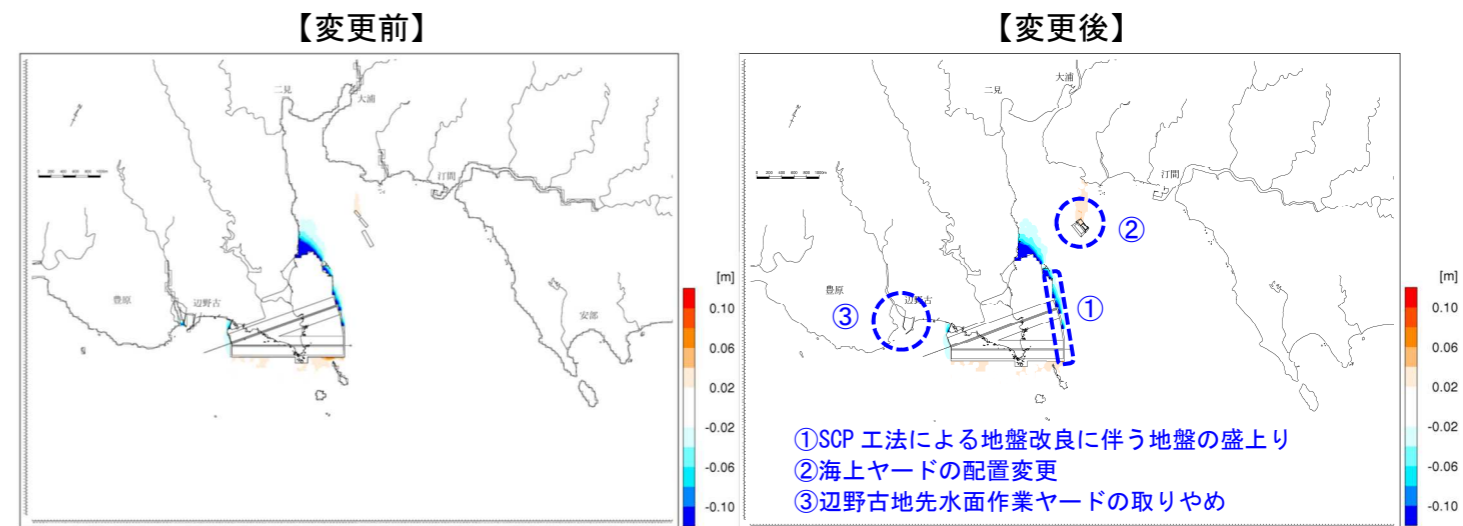 【変更前】
【変更後】
二見
大浦
汀間
豊原
辺野古
安部
[m]
0.10
0.06
0.02
-0.02
-0.06
-0.10
二見
大浦
汀間
豊原
辺野古
②
①
③
[m]
0.10
0.06
0.02
-0.02
-0.06
-0.10
①SCP 工法による地盤改良に伴う地盤の盛上り
②海上ヤードの配置変更
③辺野古地先水面作業ヤードの取りやめ